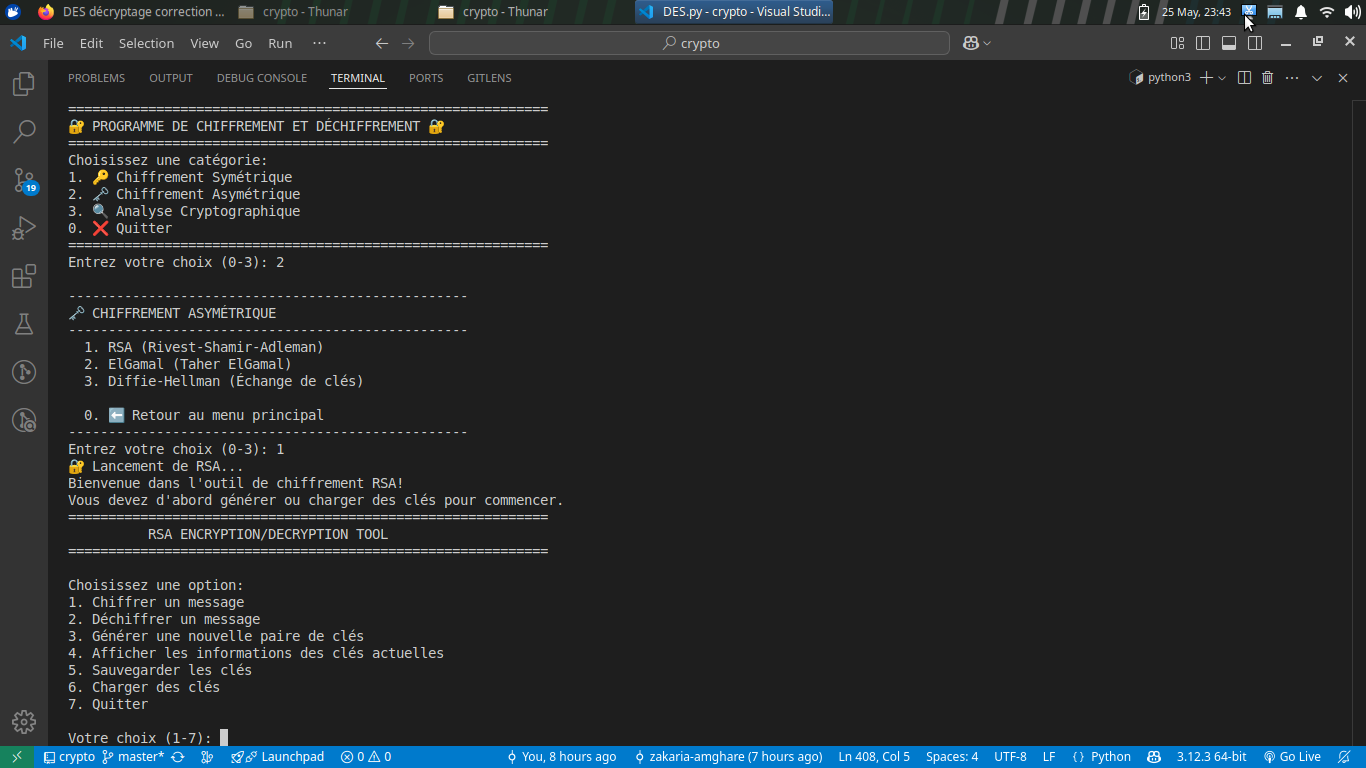 DES décryptage correction ...
crypto - Thunar
crypto - Thunar
DES.py - crypto - Visual Studi...
25 May, 23:43
File Edit Selection View Go Run ...
crypto
PROBLEMS OUTPUT DEBUG CONSOLE TERMINAL PORTS GITLENS
python3
============================================================
🔐 PROGRAMME DE CHIFFREMENT ET DÉCHIFFREMENT 🔐
============================================================
Choisissez une catégorie:
1. 🔑 Chiffrement Symétrique
2. 🗝️ Chiffrement Asymétrique
3. 🔍 Analyse Cryptographique
0. ❌ Quitter
============================================================
Entrez votre choix (0-3): 2
--------------------------------------------------
🗝️ CHIFFREMENT ASYMÉTRIQUE
--------------------------------------------------
1. RSA (Rivest-Shamir-Adleman)
2. ElGamal (Taher ElGamal)
3. Diffie-Hellman (Échange de clés)
0. ⬅️ Retour au menu principal
--------------------------------------------------
Entrez votre choix (0-3): 1
🔐 Lancement de RSA...
Bienvenue dans l'outil de chiffrement RSA!
Vous devez d'abord générer ou charger des clés pour commencer.
============================================================
RSA ENCRYPTION/DECRYPTION TOOL
============================================================
Choisissez une option:
1. Chiffrer un message
2. Déchiffrer un message
3. Générer une nouvelle paire de clés
4. Afficher les informations des clés actuelles
5. Sauvegarder les clés
6. Charger des clés
7. Quitter
Votre choix (1-7):
19
crypto master* Launchpad 0 0 You, 8 hours ago zakaria-amghare (7 hours ago) Ln 408, Col 5 Spaces: 4 UTF-8 LF { } Python 3.12.3 64-bit Go Live